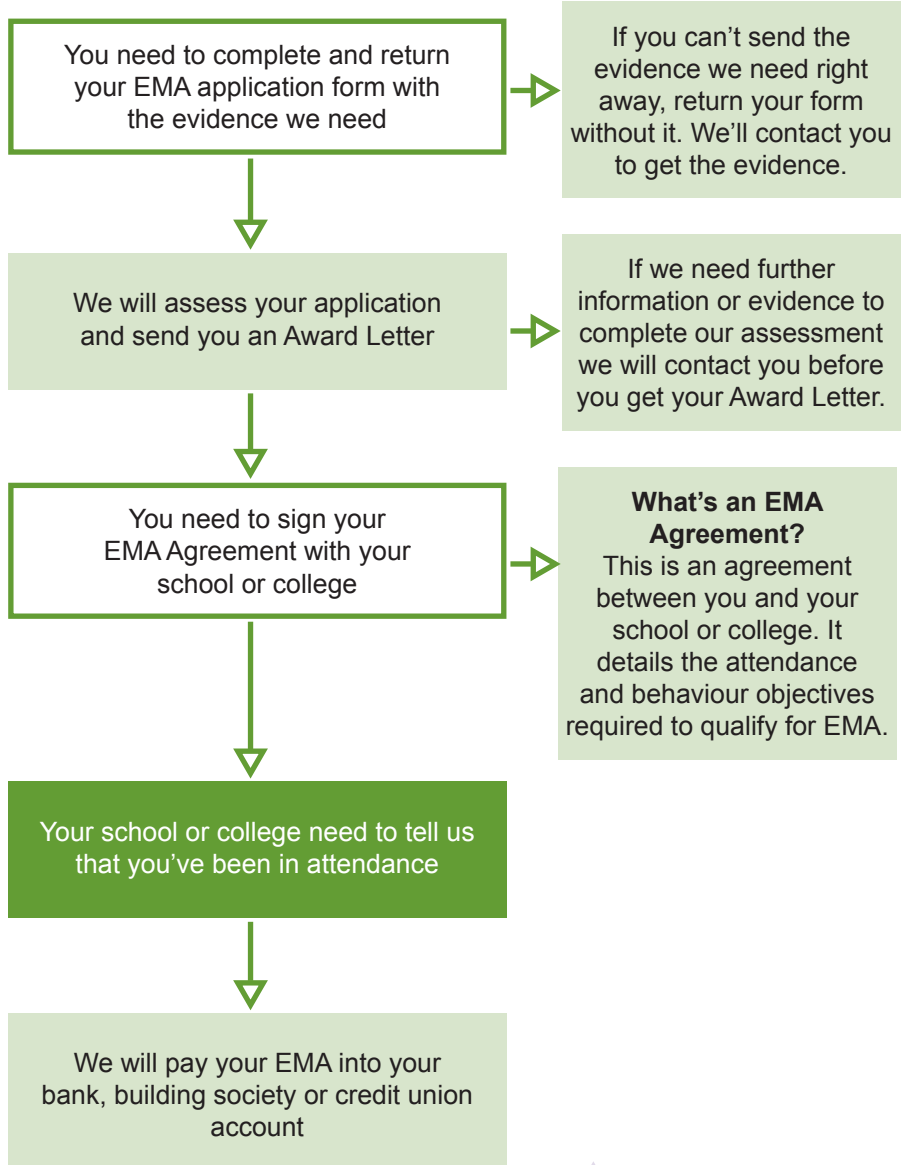 You need to complete and return
your EMA application form with
the evidence we need
If you can’t send the
evidence we need right
away, return your form
without it. We’ll contact you
to get the evidence.
We will assess your application
and send you an Award Letter
If we need further
information or evidence to
complete our assessment
we will contact you before
you get your Award Letter.
You need to sign your
EMA Agreement with your
school or college
What’s an EMA
Agreement?
This is an agreement
between you and your
school or college. It
details the attendance
and behaviour objectives
required to qualify for EMA.
Your school or college need to tell us
that you’ve been in attendance
We will pay your EMA into your
bank, building society or credit union
account